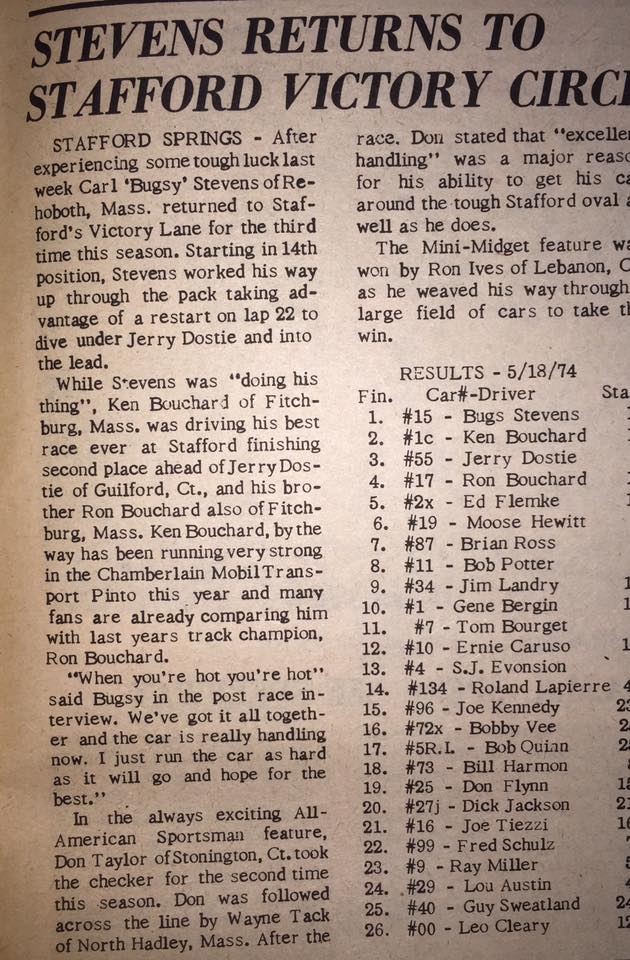 STEVENS RETURNS TO
STAFFORD VICTORY
STAFFORD SPRINGS - After
experiencing some tough luck last
week Carl 'Bugsy' Stevens of Re-
hoboth, Mass. returned to Staf-
ford's Victory Lane for the third
time this season. Starting in 14th
position, Stevens worked his way
up through the pack taking ad-
vantage of a restart on lap 22 to
dive under Jerry Dostie and into
the lead.
While Stevens was "doing his
thing", Ken Bouchard of Fitch-
burg, Mass. was driving his best
race ever at Stafford finishing
second place ahead of Jerry Dos-
tie of Guilford, Ct., and his bro-
ther Ron Bouchard also of Fitch-
burg, Mass. Ken Bouchard, by the
way has been running very strong
in the Chamberlain Mobil Trans-
port Pinto this year and many
fans are already comparing him
with last years track champion,
Ron Bouchard.
"When you're hot you're hot"
said Bugsy in the post race in-
terview. We've got it all togeth-
er and the car is really handling
now. I just run the car as hard
as it will go and hope for the
best."
In the always exciting All-
American Sportsman feature,
Don Taylor of Stonington, Ct. took
the checker for the second time
this season. Don was followed
across the line by Wayne Tack
of North Hadley, Mass. After the
race. Don stated that
handling" was a major
for his ability to get his
around the tough Stafford oval
well as he does.
The Mini-Midget feature
won by Ron Ives of Lebanon,
as he weaved his way through
large field of cars to take
win.
RESULTS - 5/18/74
Fin. Car#-Driver
1. #15 - Bugs Stevens
2. #1c - Ken Bouchard
3. #55 - Jerry Dostie
4. #17 - Ron Bouchard
5. #2x - Ed Flemke
6. #19 - Moose Hewitt
7. #87 - Brian Ross
8. #11 - Bob Potter
9. #34 - Jim Landry
10. #1 - Gene Bergin
11. #7 - Tom Bourget
12. #10 - Ernie Caruso
13. #4 - S.J. Evonsion
14. #134 - Roland Lapierre
15. #96 - Joe Kennedy
16. #72x - Bobby Vee
17. #5R.I. - Bob Quinn
18. #73 - Bill Harmon
19. #25 - Don Flynn
20. #27j - Dick Jackson
21. #16 - Joe Tiezzi
22. #99 - Fred Schulz
23. #9 - Ray Miller
24. #29 - Lou Austin
25. #40 - Guy Sweatland
26. #00 - Leo Cleary